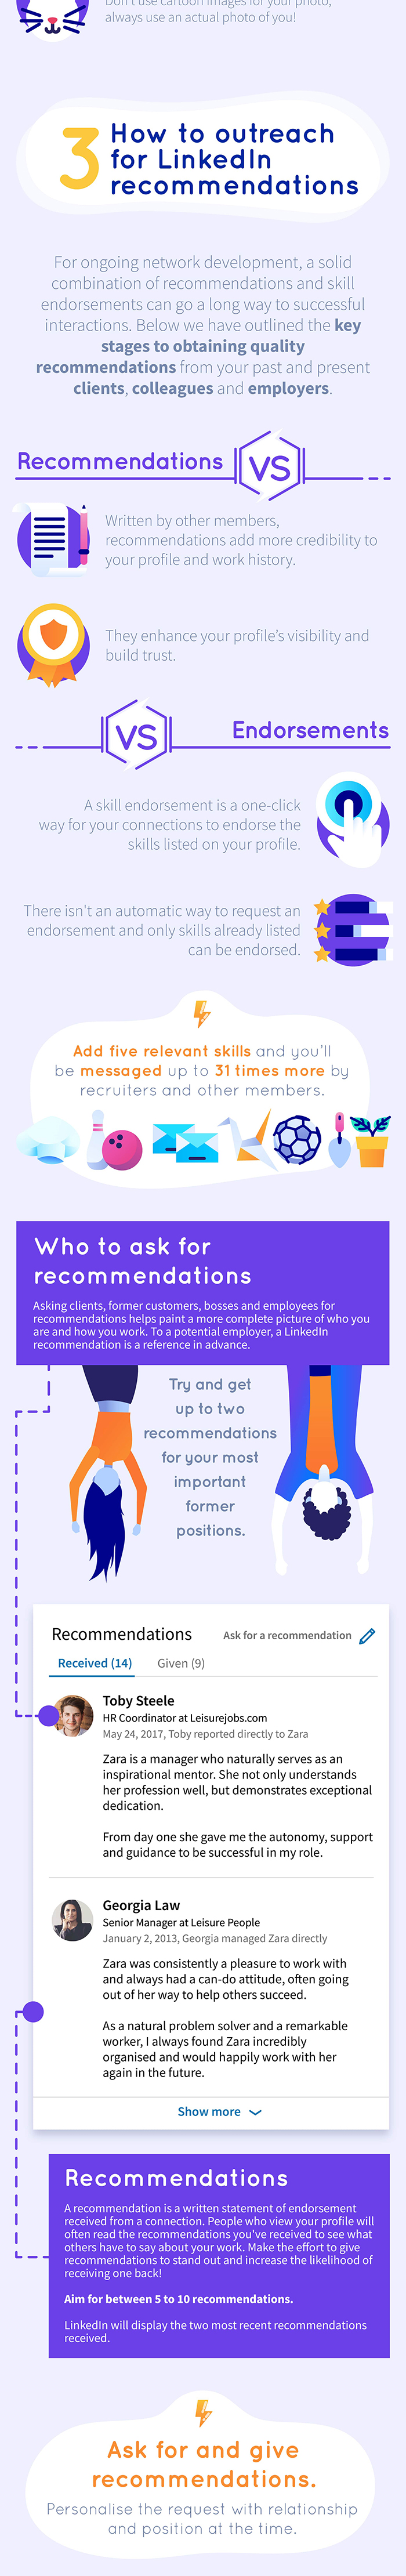 Don't use cartoon images for your photo,
always use an actual photo of you!
3
How to outreach
for LinkedIn
recommendations
For ongoing network development, a solid
combination of recommendations and skill
endorsements can go a long way to successful
interactions. Below we have outlined the key
stages to obtaining quality
recommendations from your past and present
clients, colleagues and employers.
Recommendations
VS
Written by other members,
recommendations add more credibility to
your profile and work history.
They enhance your profile's visibility and
build trust.
VS
Endorsements
A skill endorsement is a one-click
way for your connections to endorse the
skills listed on your profile.
There isn't an automatic way to request an
endorsement and only skills already listed
can be endorsed.
Add five relevant skills and you'll
be messaged up to 31 times more by
recruiters and other members.
Who to ask for
recommendations
Asking clients, former customers, bosses and employees for
recommendations helps paint a more complete picture of who you
are and how you work. To a potential employer, a LinkedIn
recommendation is a reference in advance.
Try and get
up to two
recommendations
for your most
important
former
positions.
Recommendations
Ask for a recommendation
Received (14)
Given (9)
Toby Steele
HR Coordinator at Leisurejobs.com
May 24, 2017, Toby reported directly to Zara
Zara is a manager who naturally serves as an
inspirational mentor. She not only understands
her profession well, but demonstrates exceptional
dedication.
From day one she gave me the autonomy, support
and guidance to be successful in my role.
Georgia Law
Senior Manager at Leisure People
January 2, 2013, Georgia managed Zara directly
Zara was consistently a pleasure to work with
and always had a can-do attitude, often going
out of her way to help others succeed.
As a natural problem solver and a remarkable
worker, I always found Zara incredibly
organised and would happily work with her
again in the future.
Show more
Recommendations
A recommendation is a written statement of endorsement
received from a connection. People who view your profile will
often read the recommendations you've received to see what
others have to say about your work. Make the effort to give
recommendations to stand out and increase the likelihood of
receiving one back!
Aim for between 5 to 10 recommendations.
LinkedIn will display the two most recent recommendations
received.
Ask for and give
recommendations.
Personalise the request with relationship
and position at the time.